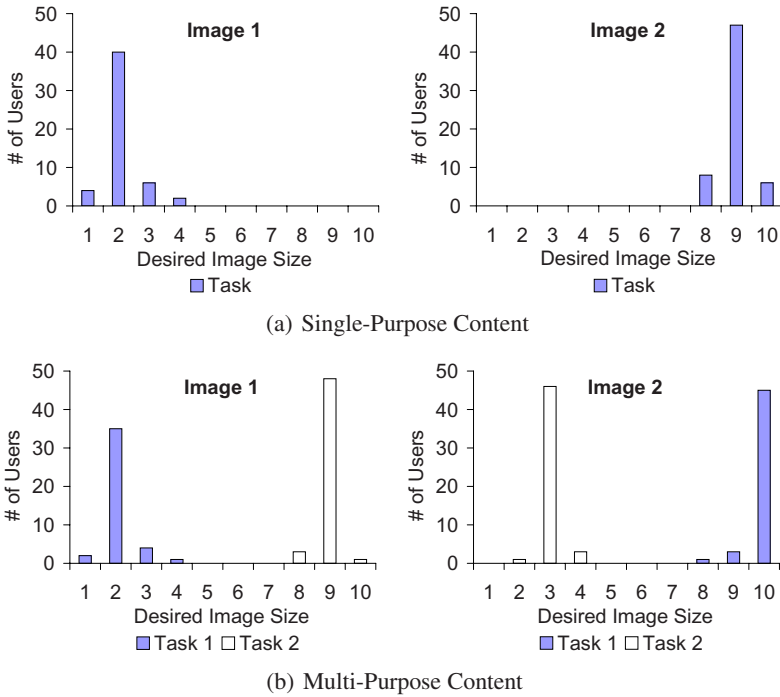 Image 1
# of Users
50
40
30
20
10
0
1 2 3 4 5 6 7 8 9 10
Desired Image Size
Task
Image 2
# of Users
50
40
30
20
10
0
1 2 3 4 5 6 7 8 9 10
Desired Image Size
Task
(a) Single-Purpose Content
Image 1
# of Users
50
40
30
20
10
0
1 2 3 4 5 6 7 8 9 10
Desired Image Size
Task 1 Task 2
Image 2
# of Users
50
40
30
20
10
0
1 2 3 4 5 6 7 8 9 10
Desired Image Size
Task 1 Task 2
(b) Multi-Purpose Content